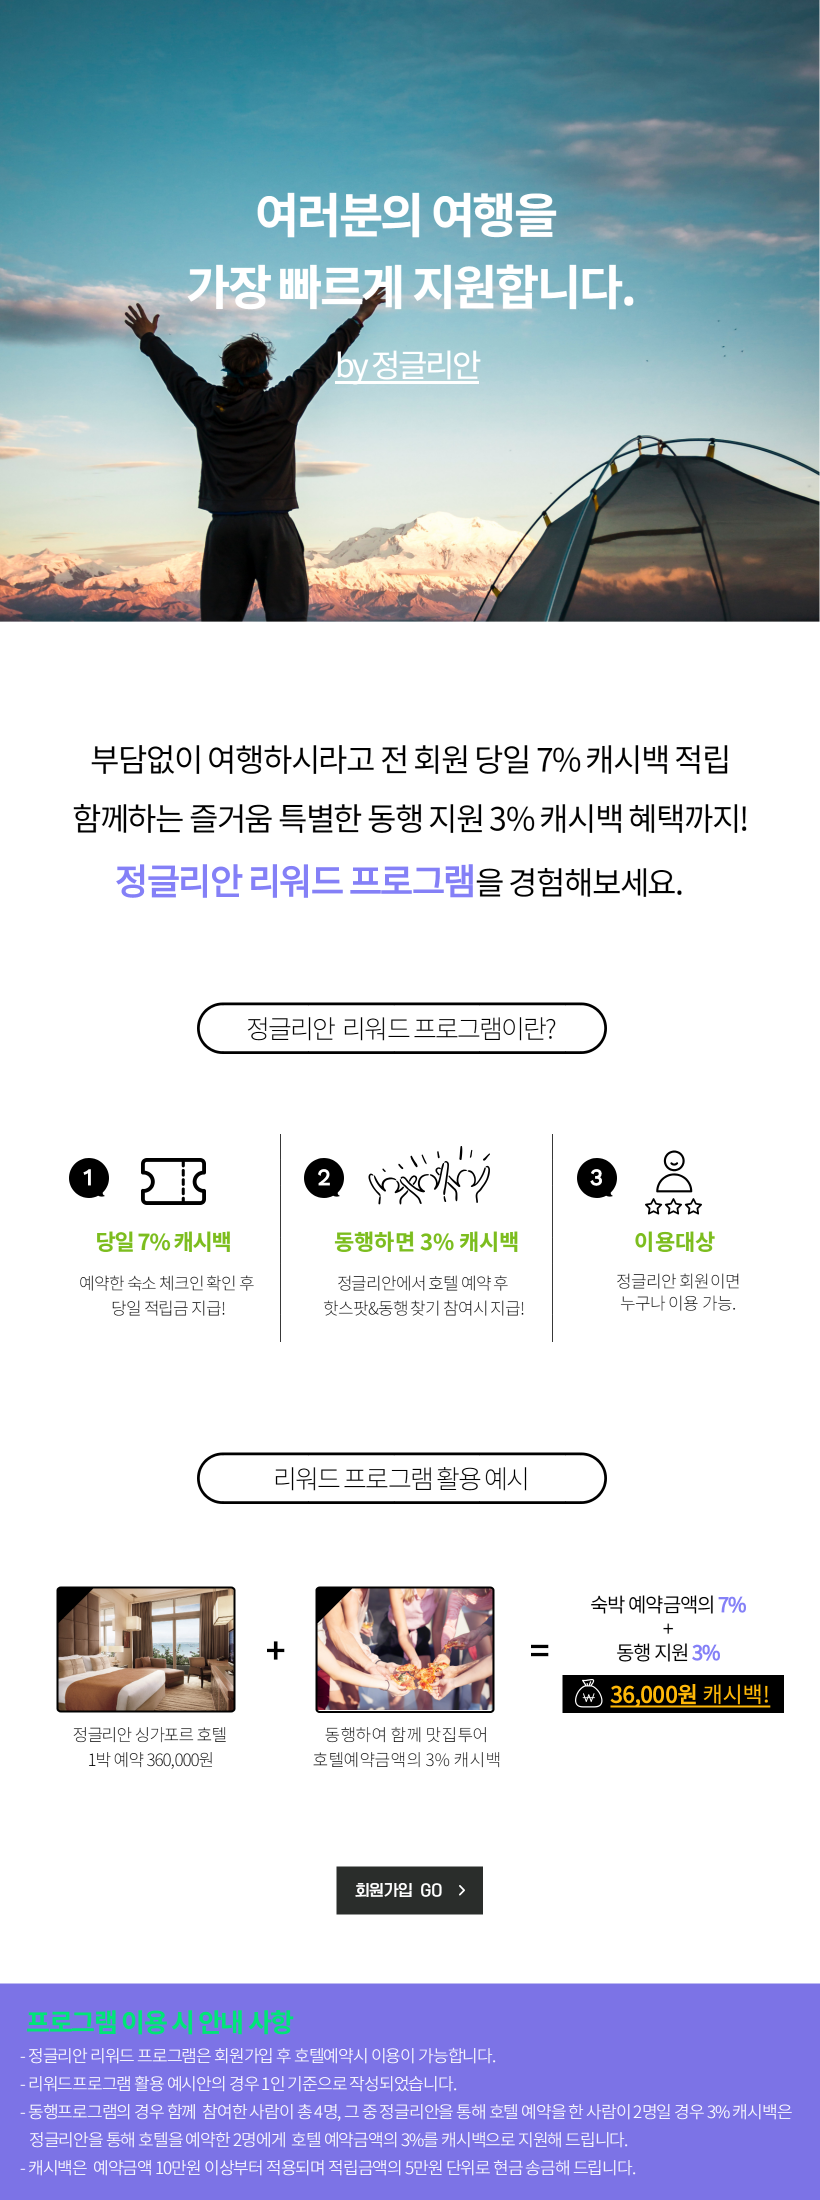 여러분의 여행을
가장 빠르게 지원합니다.
by 정글리안
부담없이 여행하시라고 전 회원 당일 7% 캐시백 적립
함께하는 즐거움 특별한 동행 지원 3% 캐시백 혜택까지!
정글리안 리워드 프로그램을 경험해보세요.
정글리안 리워드 프로그램이란?
1
당일 7% 캐시백
예약한 숙소 체크인 확인 후
당일 적립금 지급!
2
동행하면 3% 캐시백
정글리안에서 호텔 예약 후
핫스팟&동행 찾기 참여시 지급!
3
이용대상
정글리안 회원이면
누구나 이용 가능.
리워드 프로그램 활용 예시
정글리안 싱가포르 호텔
1박 예약 360,000원
+
동행하여 함께 맛집투어
호텔예약금액의 3% 캐시백
=
숙박 예약금액의 7%
+
동행 지원 3%
₩ 36,000원 캐시백!
회원가입 GO >
프로그램 이용 시 안내 사항
- 정글리안 리워드 프로그램은 회원가입 후 호텔예약시 이용이 가능합니다.
- 리워드프로그램 활용 예시안의 경우 1인 기준으로 작성되었습니다.
- 동행프로그램의 경우 함께 참여한 사람이 총 4명, 그 중 정글리안을 통해 호텔 예약을 한 사람이 2명일 경우 3% 캐시백은
정글리안을 통해 호텔을 예약한 2명에게 호텔 예약금액의 3%를 캐시백으로 지원해 드립니다.
- 캐시백은 예약금액 10만원 이상부터 적용되며 적립금액의 5만원 단위로 현금 송금해 드립니다.